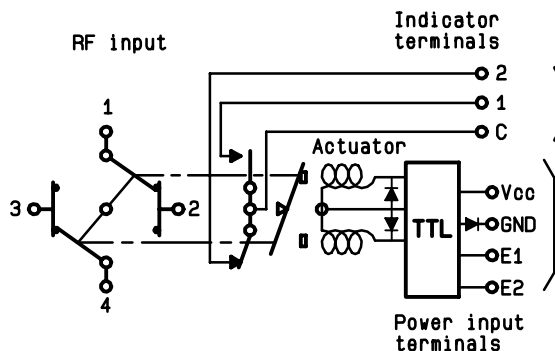 Indicator
terminals
RF input
2
1
C
1
Actuator
3
2
4
TTL
Vcc
GND
E1
E2
Power input
terminals